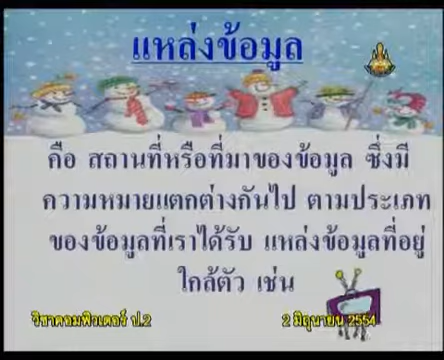 แหล่งข้อมูล
คือ สถานที่หรือที่มาของข้อมูล ซึ่งมี
ความหมายแตกต่างกันไป ตามประเภท
ของข้อมูลที่เราได้รับ แหล่งข้อมูลที่อยู่
ใกล้ตัว เช่น
วิชาคอมพิวเตอร์ ป.2 2 มิถุนายน 2554